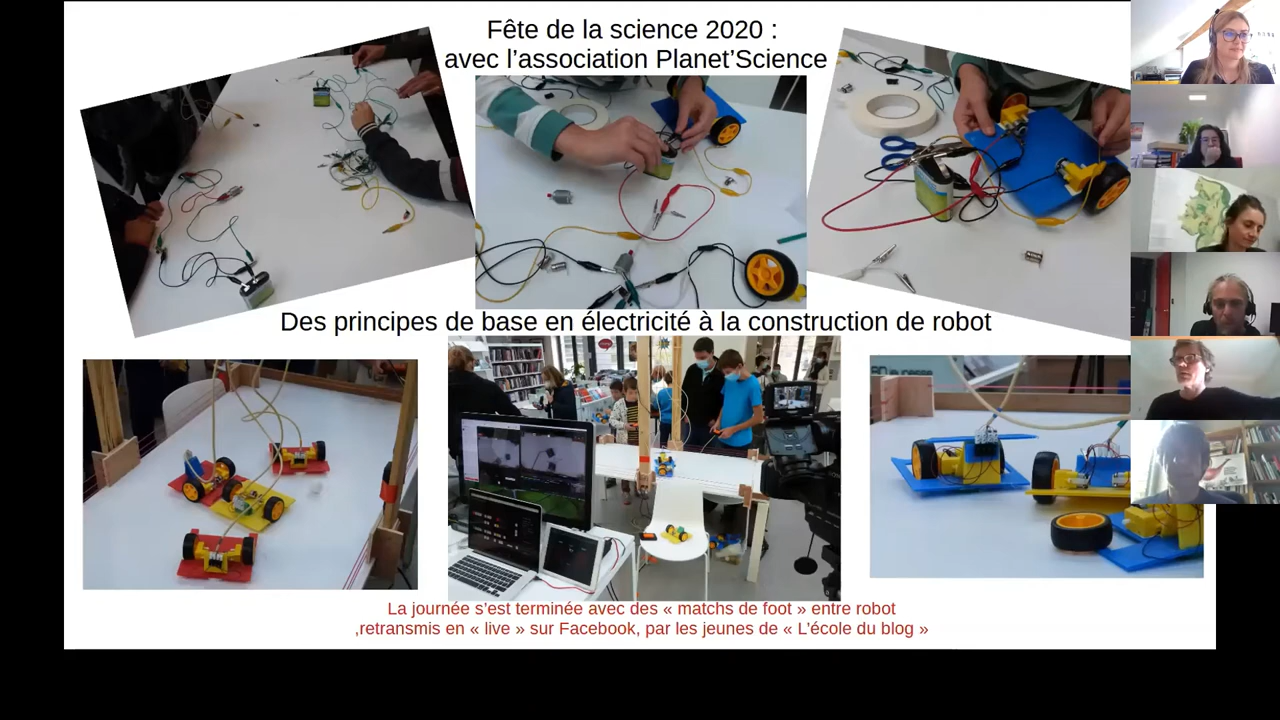 Fête de la science 2020 :
avec l’association Planet’Science
Des principes de base en électricité à la construction de robot
La journée s’est terminée avec des « matchs de foot » entre robot
,retransmis en « live » sur Facebook, par les jeunes de « L’école du blog »